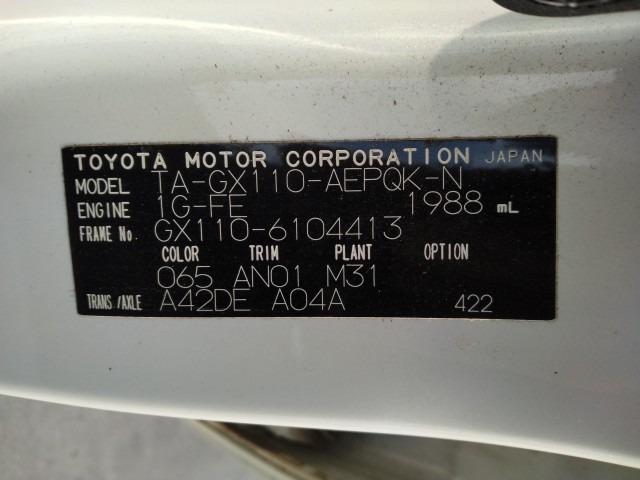 TOYOTA MOTOR CORPORATION JAPAN
MODEL TA-GX110-AEPQK-N
ENGINE 1G-FE 1988 mL
FRAME No. GX110-6104413
COLOR TRIM PLANT OPTION
065 AN01 M31
TRANS/AXLE A42DE A04A 422